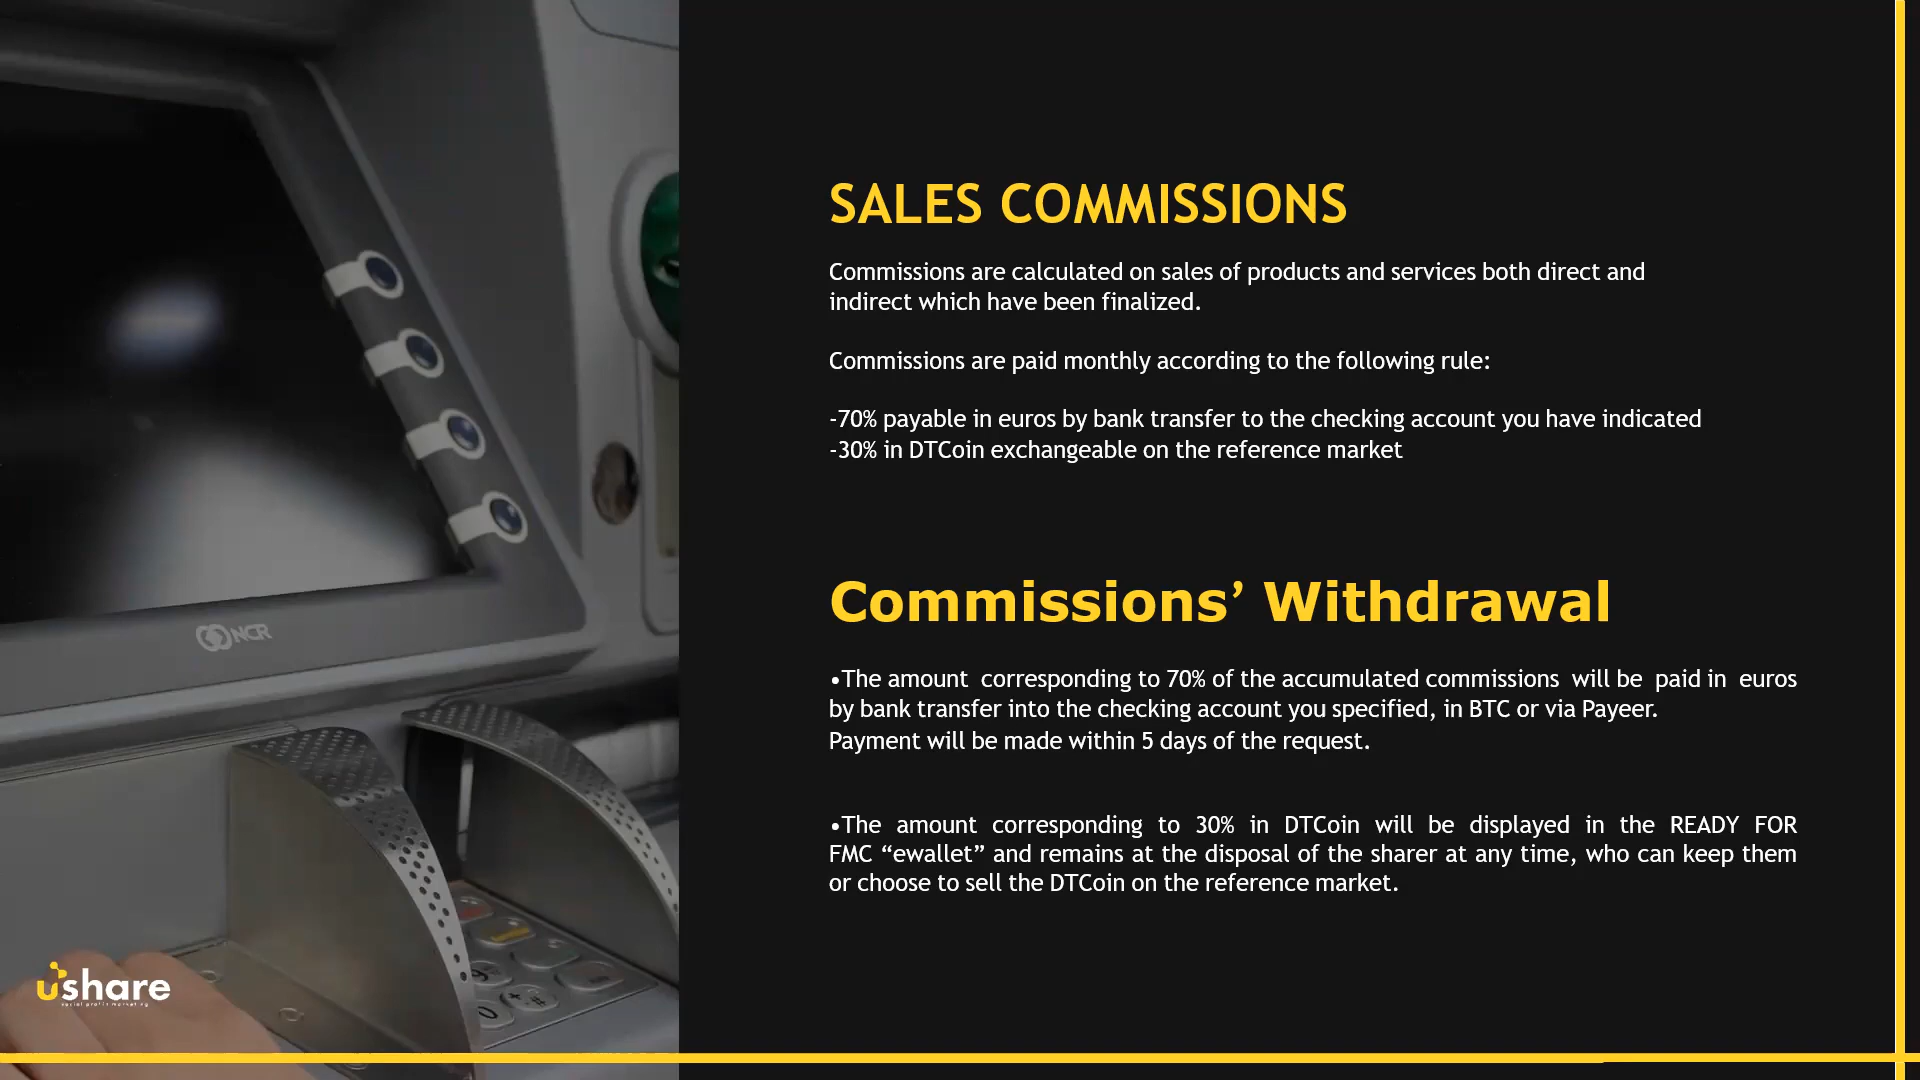 SALES COMMISSIONS
Commissions are calculated on sales of products and services both direct and
indirect which have been finalized.
Commissions are paid monthly according to the following rule:
-70% payable in euros by bank transfer to the checking account you have indicated
-30% in DTCoin exchangeable on the reference market
Commissions’ Withdrawal
•The amount corresponding to 70% of the accumulated commissions will be paid in euros
by bank transfer into the checking account you specified, in BTC or via Payeer.
Payment will be made within 5 days of the request.
•The amount corresponding to 30% in DTCoin will be displayed in the READY FOR
FMC “ewallet” and remains at the disposal of the sharer at any time, who can keep them
or choose to sell the DTCoin on the reference market.
NCR
ushare
social profit marketing